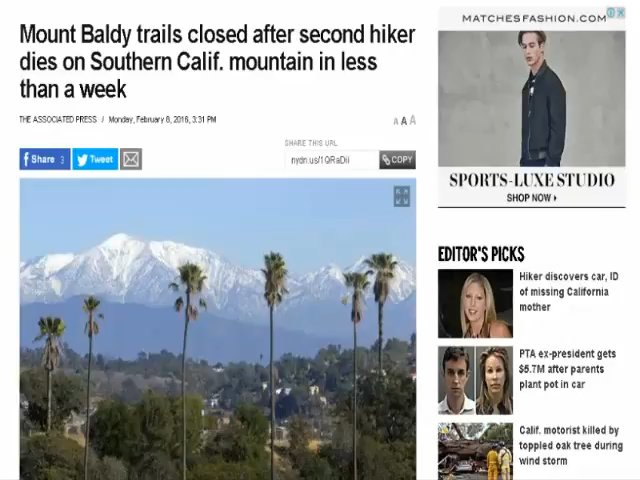 Mount Baldy trails closed after second hiker
dies on Southern Calif. mountain in less
than a week
THE ASSOCIATED PRESS / Monday, February 8, 2016, 3:31 PM
A A A
SHARE THIS URL
f Share 3
Tweet
nydn.us/1QRaDii
COPY
MATCHESFASHION.COM
SPORTS-LUXE STUDIO
SHOP NOW
EDITOR'S PICKS
Hiker discovers car, ID
of missing California
mother
PTA ex-president gets
$5.7M after parents
plant pot in car
Calif. motorist killed by
toppled oak tree during
wind storm